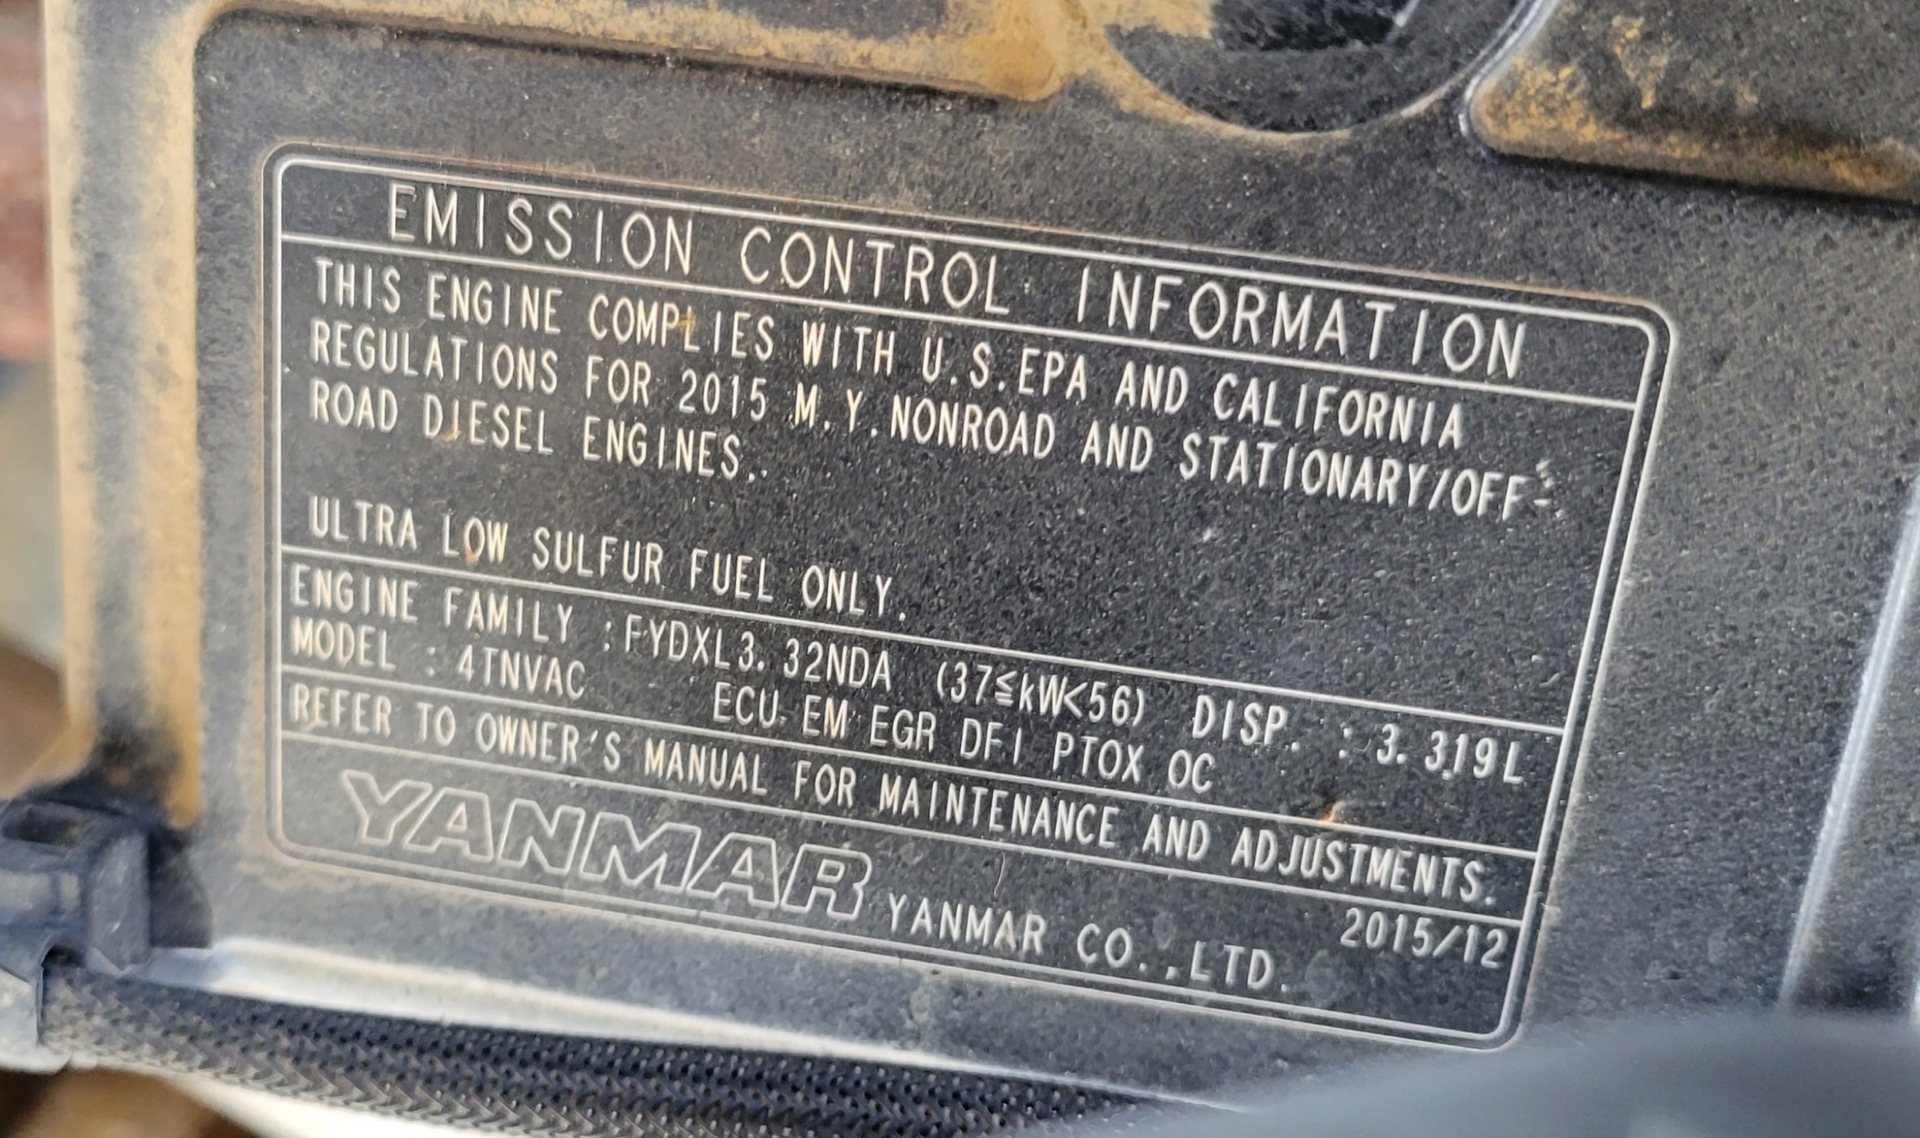 EMISSION CONTROL INFORMATION
THIS ENGINE COMPLIES WITH U.S.EPA AND CALIFORNIA
REGULATIONS FOR 2015 M.Y.NONROAD AND STATIONARY/OFF-
ROAD DIESEL ENGINES.
ULTRA LOW SULFUR FUEL ONLY.
ENGINE FAMILY :FYDXL3.32NDA (37≦kW<56) DISP. :3.319L
MODEL : 4TNVAC ECU EM EGR DFI PTOX OC
REFER TO OWNER'S MANUAL FOR MAINTENANCE AND ADJUSTMENTS.
2015/12
YANMAR YANMAR CO.,LTD.